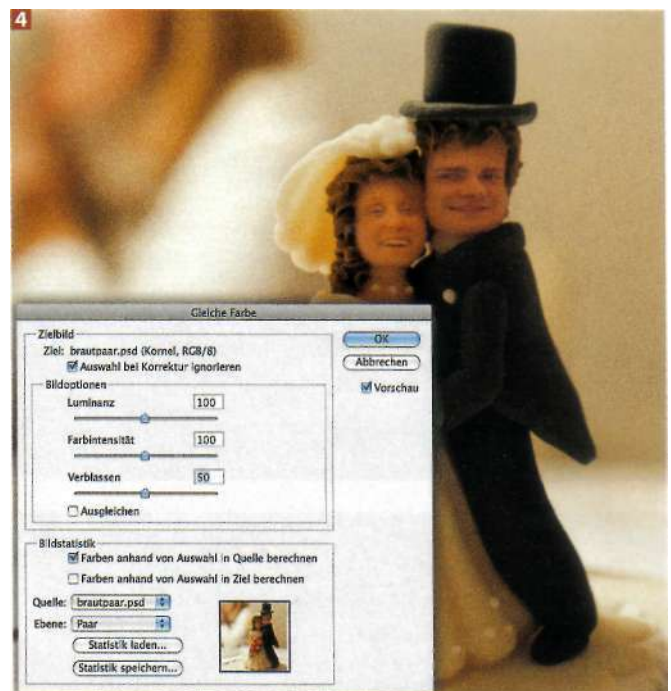 4
Gleiche Farbe
Zielbild
Ziel: brautpaar.psd (Kornel, RGB/8)
Auswahl bei Korrektur ignorieren
OK
Abbrechen
Vorschau
Bildoptionen
Luminanz 100
Farbintensität 100
Verblassen 50
Ausgleichen
Bildstatistik
Farben anhand von Auswahl in Quelle berechnen
Farben anhand von Auswahl in Ziel berechnen
Quelle: brautpaar.psd
Ebene: Paar
Statistik laden...
Statistik speichern...